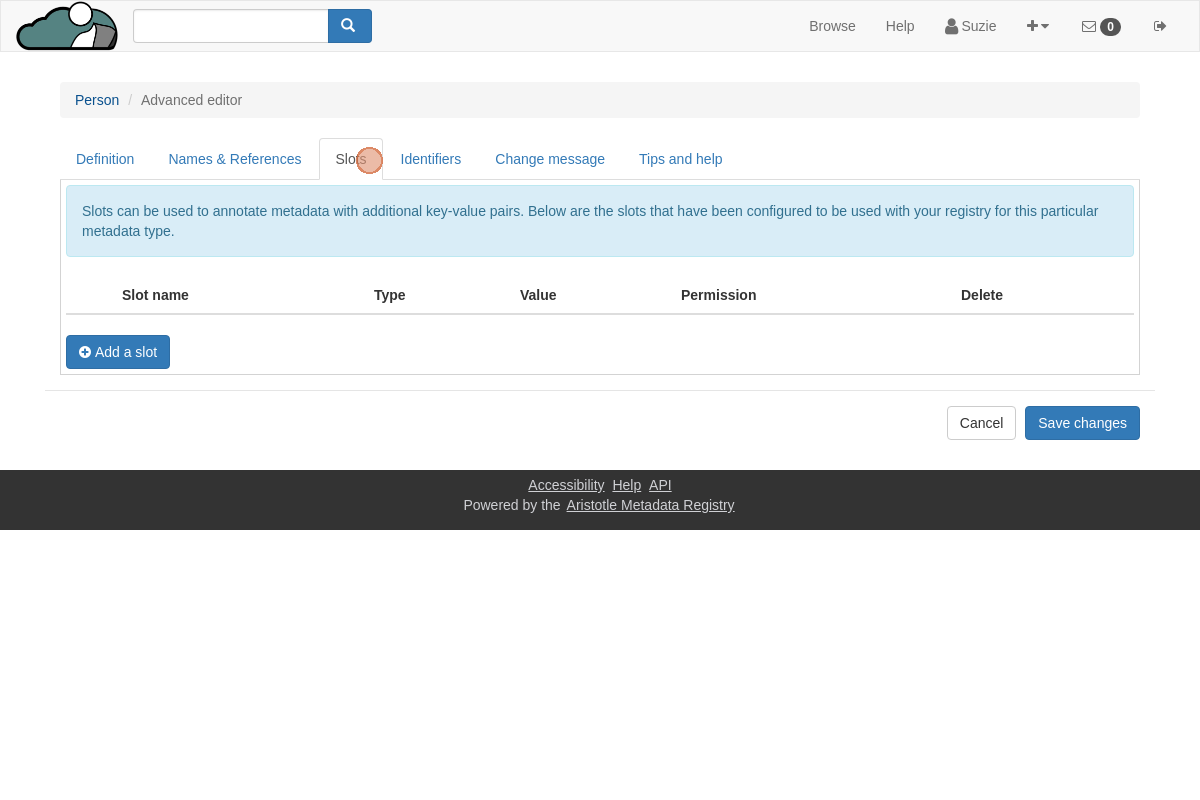 Browse Help Suzie 0
Person / Advanced editor
Definition Names & References Slots Identifiers Change message Tips and help
Slots can be used to annotate metadata with additional key-value pairs. Below are the slots that have been configured to be used with your registry for this particular
metadata type.
Slot name Type Value Permission Delete
Add a slot
Cancel Save changes
Accessibility Help API
Powered by the Aristotle Metadata Registry